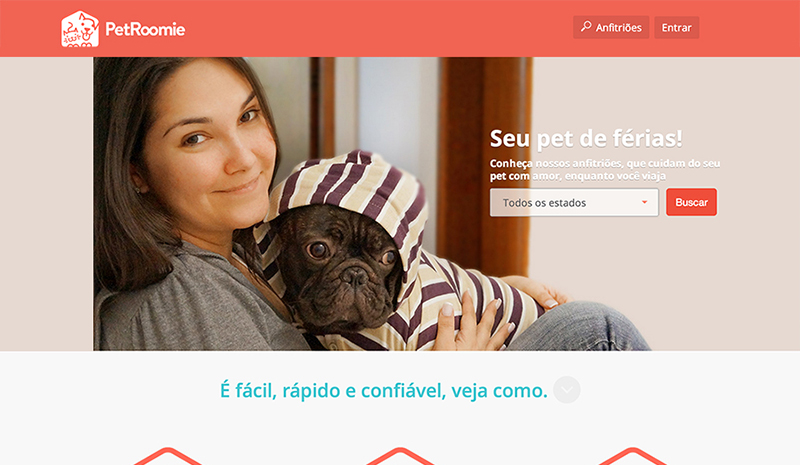 PetRoomie
Anfitriões
Entrar
Seu pet de férias!
Conheça nossos anfitriões, que cuidam do seu
pet com amor, enquanto você viaja
Todos os estados
Buscar
É fácil, rápido e confiável, veja como.